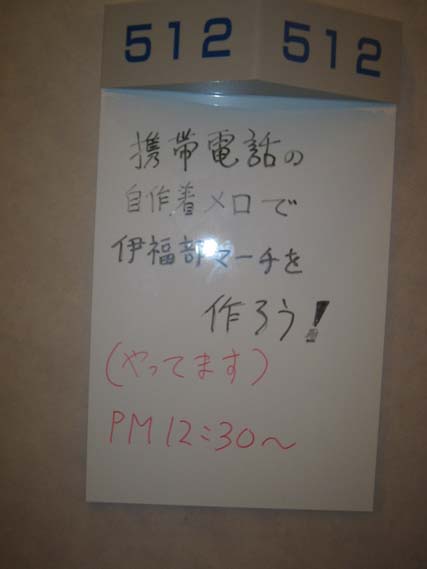 512 512
携帯電話の
自作着メロで
伊福部マーチを
作ろう!
(やってます)
PM 12:30～